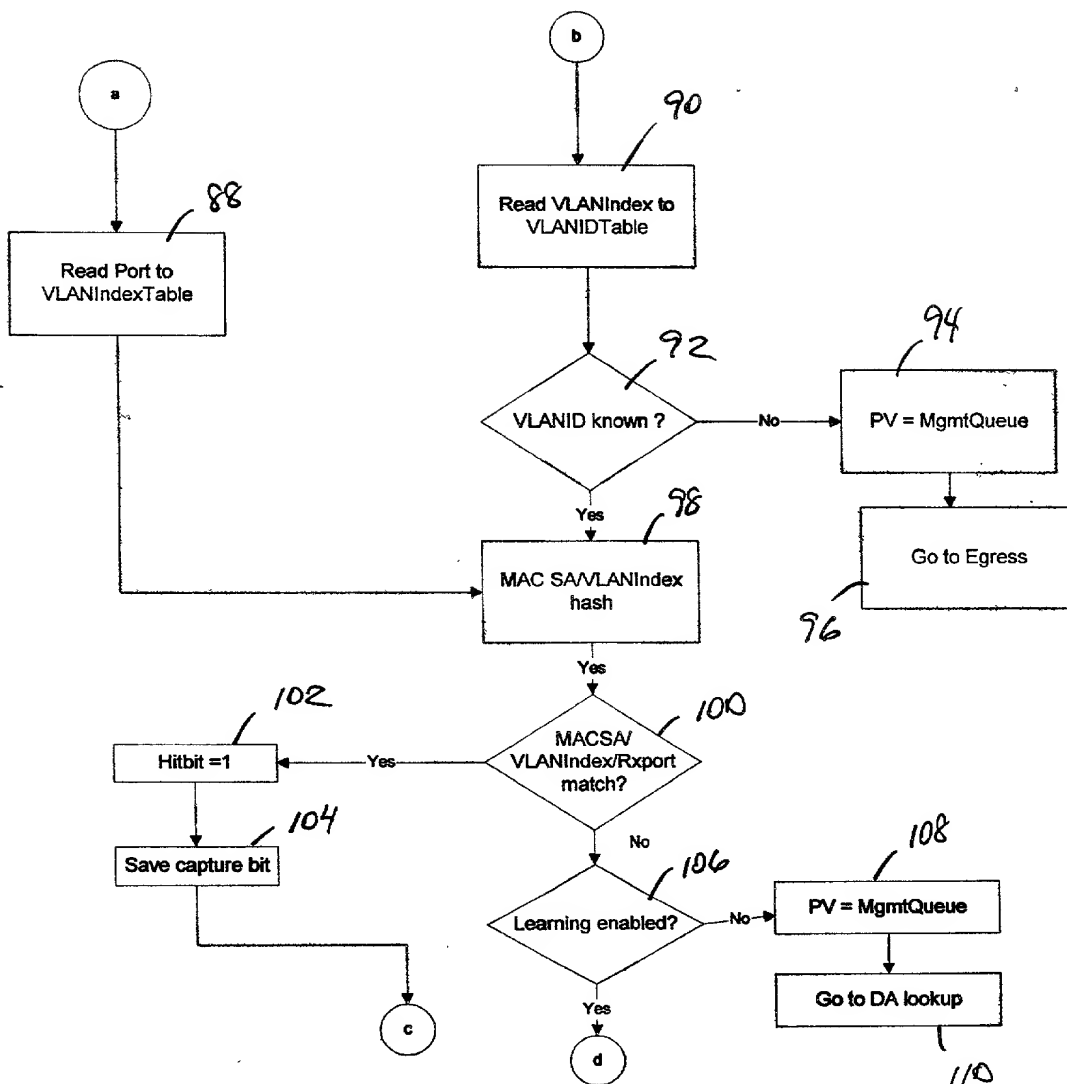 b
a
90
88
Read VLANIndex to
VLANIDTable
Read Port to
VLANIndexTable
94
92
PV = MgmtQueue
VLANID known ?
No
Yes
98
Go to Egress
96
MAC SA/VLANIndex
hash
Yes
102
100
MACSA/
VLANIndex/Rxport
match?
Yes
Hitbit =1
104
No
108
Save capture bit
106
PV = MgmtQueue
Learning enabled?
No
Go to DA lookup
Yes
c
d
110